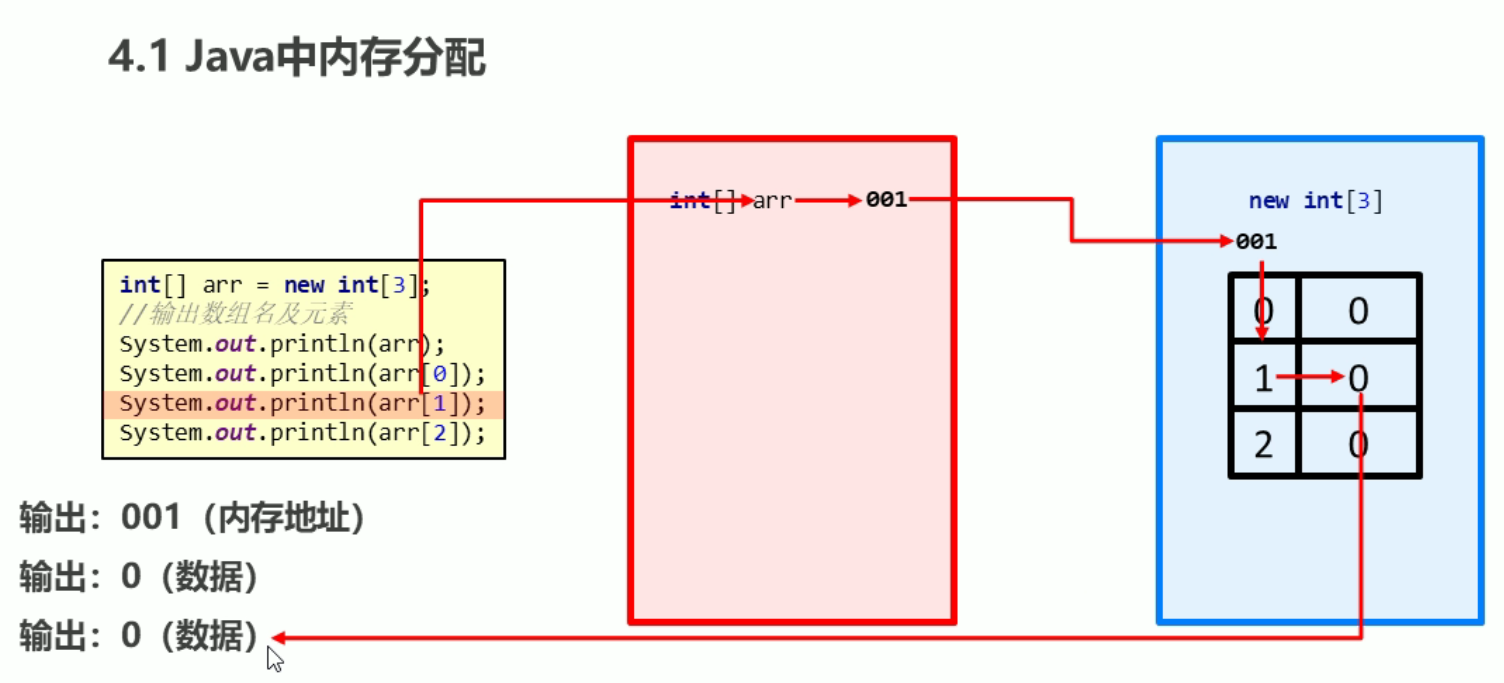 4.1 Java中内存分配
int[] arr = new int[3];
//输出数组名及元素
System.out.println(arr);
System.out.println(arr[0]);
System.out.println(arr[1]);
System.out.println(arr[2]);
输出：001（内存地址）
输出：0（数据）
输出：0（数据）
int[] arr 001
new int[3]
001
0 0
1 0
2 0